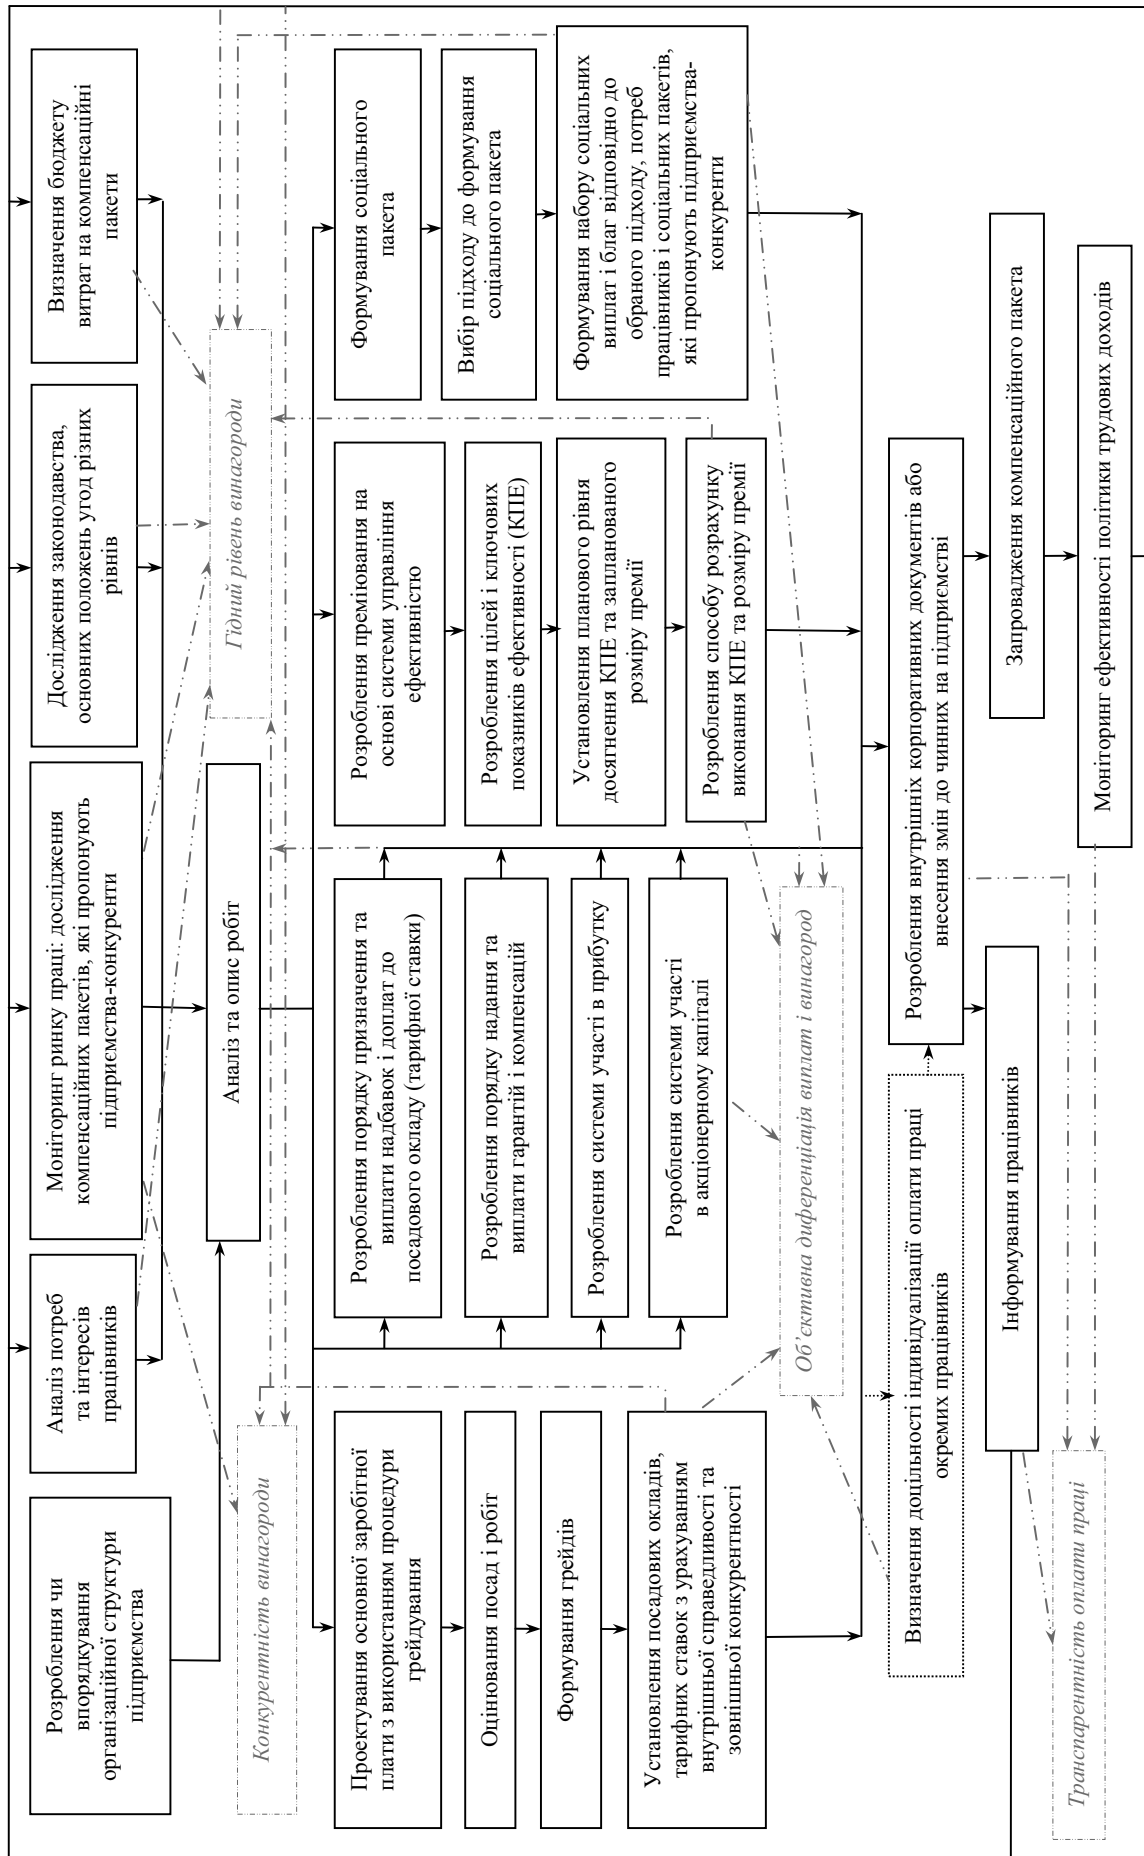 Розроблення чи
впорядкування
організаційної структури
підприємства
Аналіз потреб
та інтересів
працівників
Моніторинг ринку праці: дослідження
компенсаційних пакетів, які пропонують
підприємства-конкуренти
Дослідження законодавства,
основних положень угод різних
рівнів
Визначення бюджету
витрат на компенсаційні
пакети
Аналіз та опис робіт
Конкурентність винагороди
Гідний рівень винагороди
Проектування основної заробітної
плати з використанням процедури
грейдування
Оцінювання посад і робіт
Формування грейдів
Установлення посадових окладів,
тарифних ставок з урахуванням
внутрішньої справедливості та
зовнішньої конкурентності
Розроблення порядку призначення та
виплати надбавок і доплат до
посадового окладу (тарифної ставки)
Розроблення порядку надання та
виплати гарантій і компенсацій
Розроблення системи участі в прибутку
Розроблення системи участі
в акціонерному капіталі
Розроблення преміювання на
основі системи управління
ефективністю
Розроблення цілей і ключових
показників ефективності (КПЕ)
Установлення планового рівня
досягнення КПЕ та запланованого
розміру премії
Розроблення способу розрахунку
виконання КПЕ та розміру премії
Формування соціального
пакета
Вибір підходу до формування
соціального пакета
Формування набору соціальних
виплат і благ відповідно до
обраного підходу, потреб
працівників і соціальних пакетів,
які пропонують підприємства-
конкуренти
Об’єктивна диференціація виплат і винагород
Визначення доцільності індивідуалізації оплати праці
окремих працівників
Розроблення внутрішніх корпоративних документів або
внесення змін до чинних на підприємстві
Інформування працівників
Запровадження компенсаційного пакета
Транспарентність оплати праці
Моніторинг ефективності політики трудових доходів